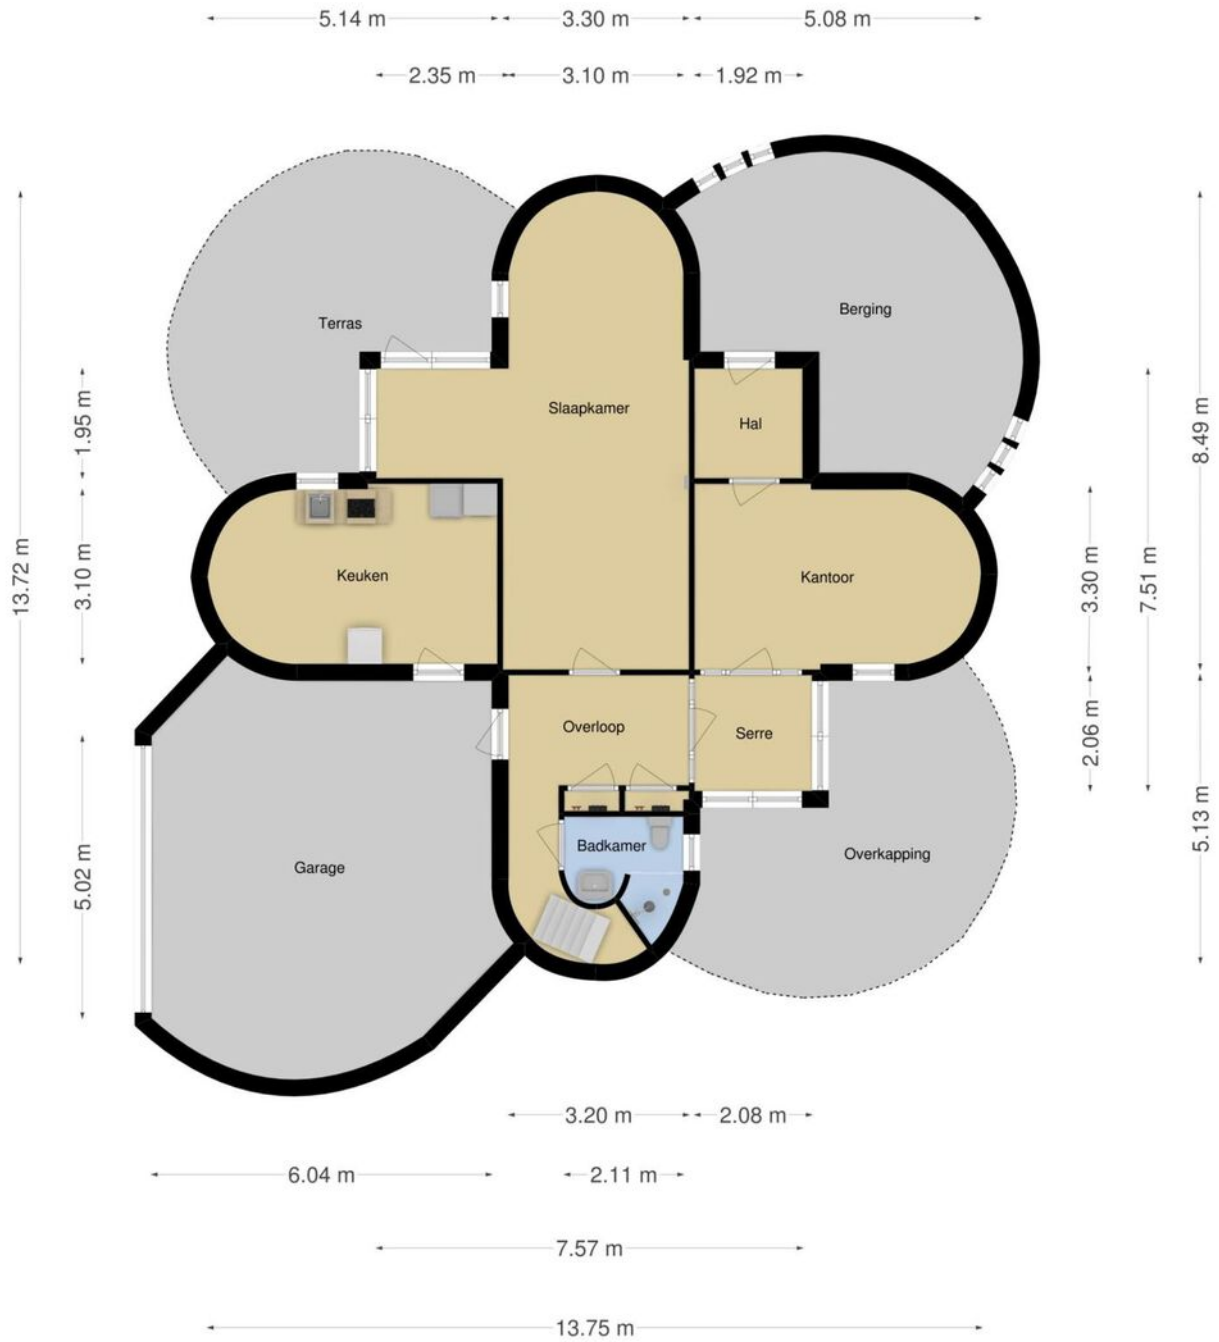 5.14 m 3.30 m 5.08 m
2.35 m 3.10 m 1.92 m
Terras
Berging
Slaapkamer
Hal
1.95 m
8.49 m
Keuken
Kantoor
13.72 m
3.10 m
3.30 m
7.51 m
Overloop
Serre
2.06 m
Badkamer
Overkapping
Garage
5.02 m
5.13 m
3.20 m 2.08 m
6.04 m 2.11 m
7.57 m
13.75 m